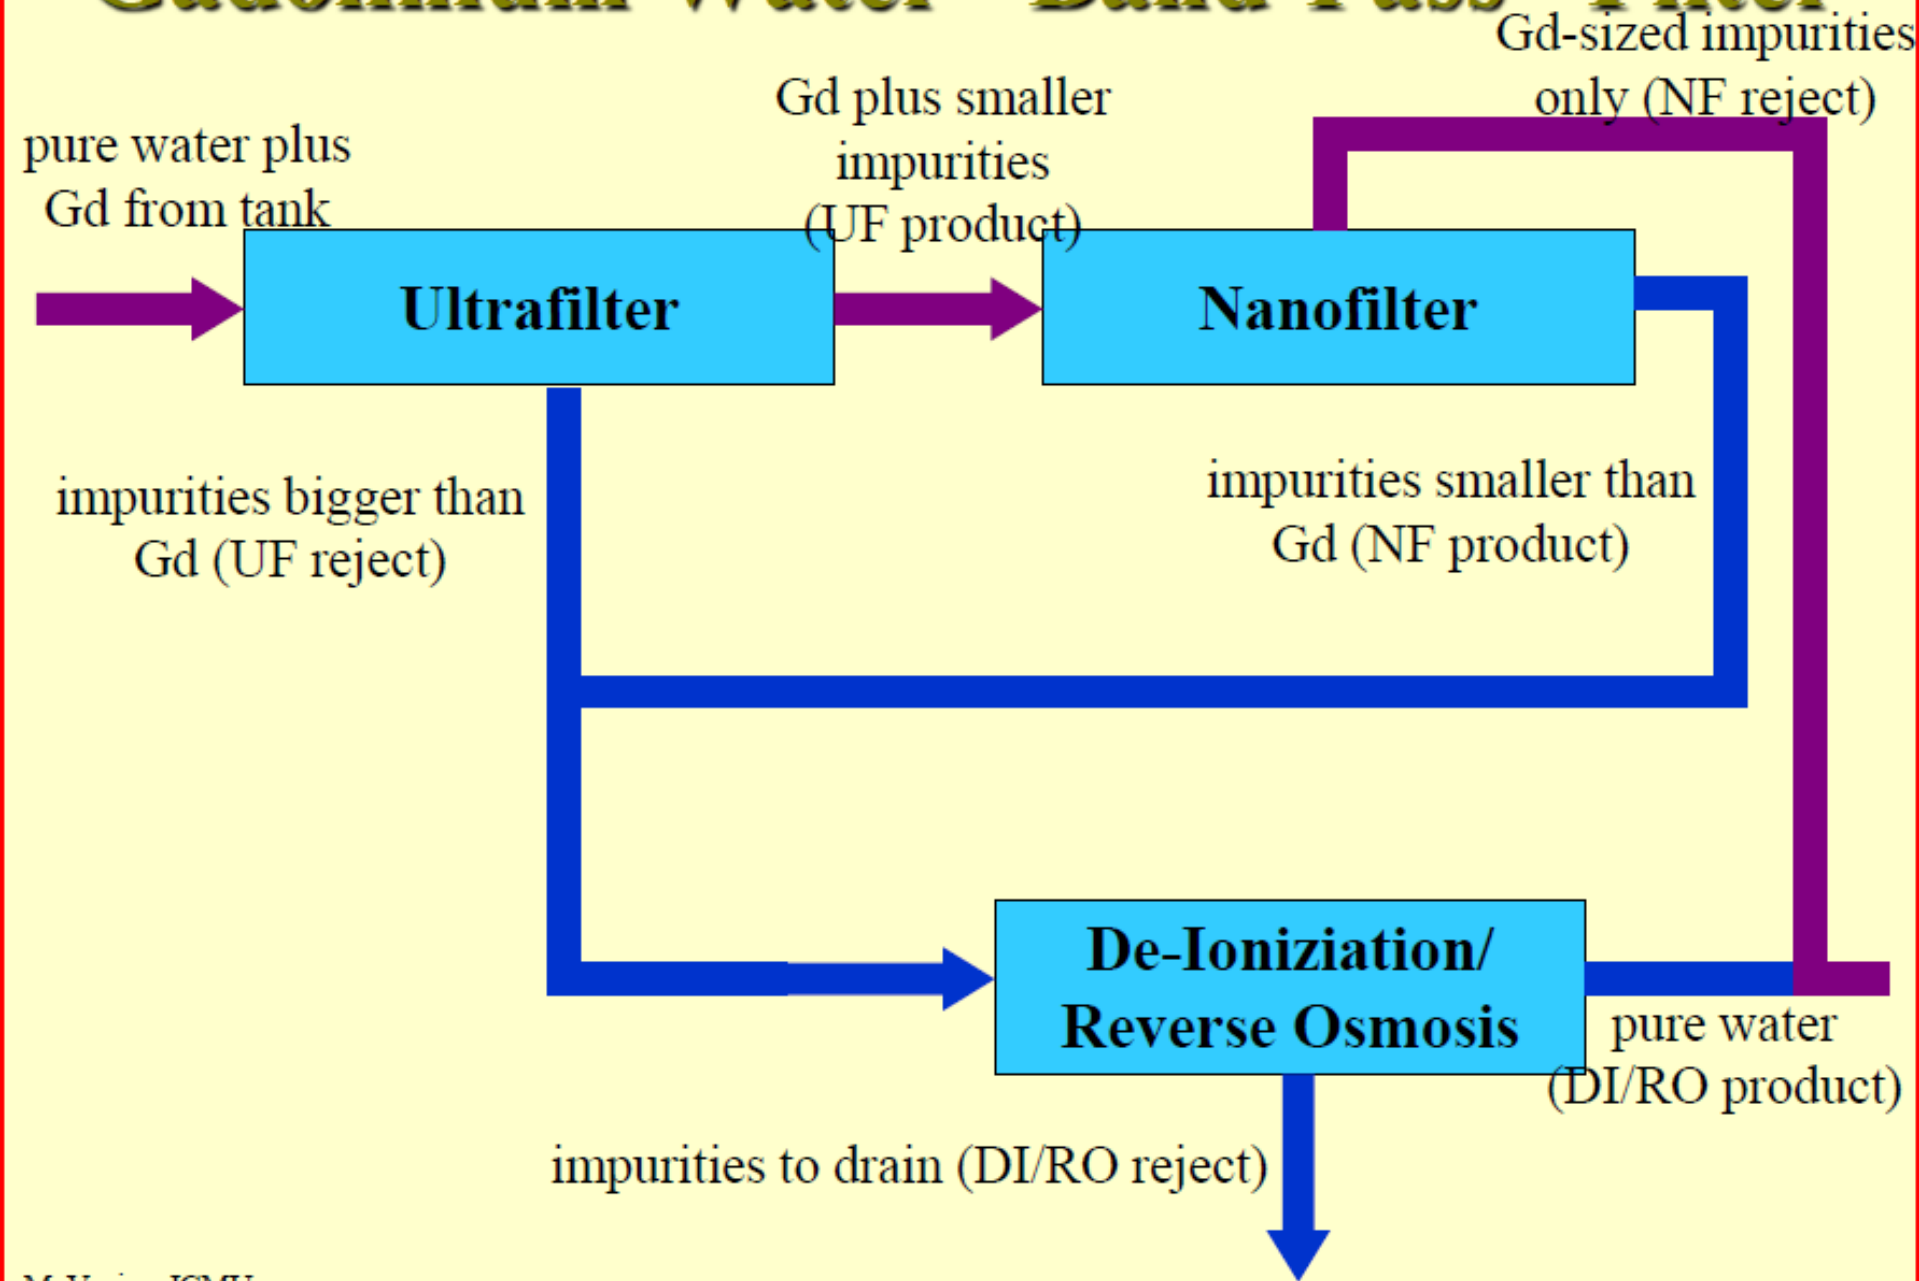 Gd-sized impurities
only (NF reject)
Gd plus smaller
impurities
(UF product)
pure water plus
Gd from tank
Ultrafilter
Nanofilter
impurities bigger than
Gd (UF reject)
impurities smaller than
Gd (NF product)
De-Ioniziation/
Reverse Osmosis
pure water
(DI/RO product)
impurities to drain (DI/RO reject)